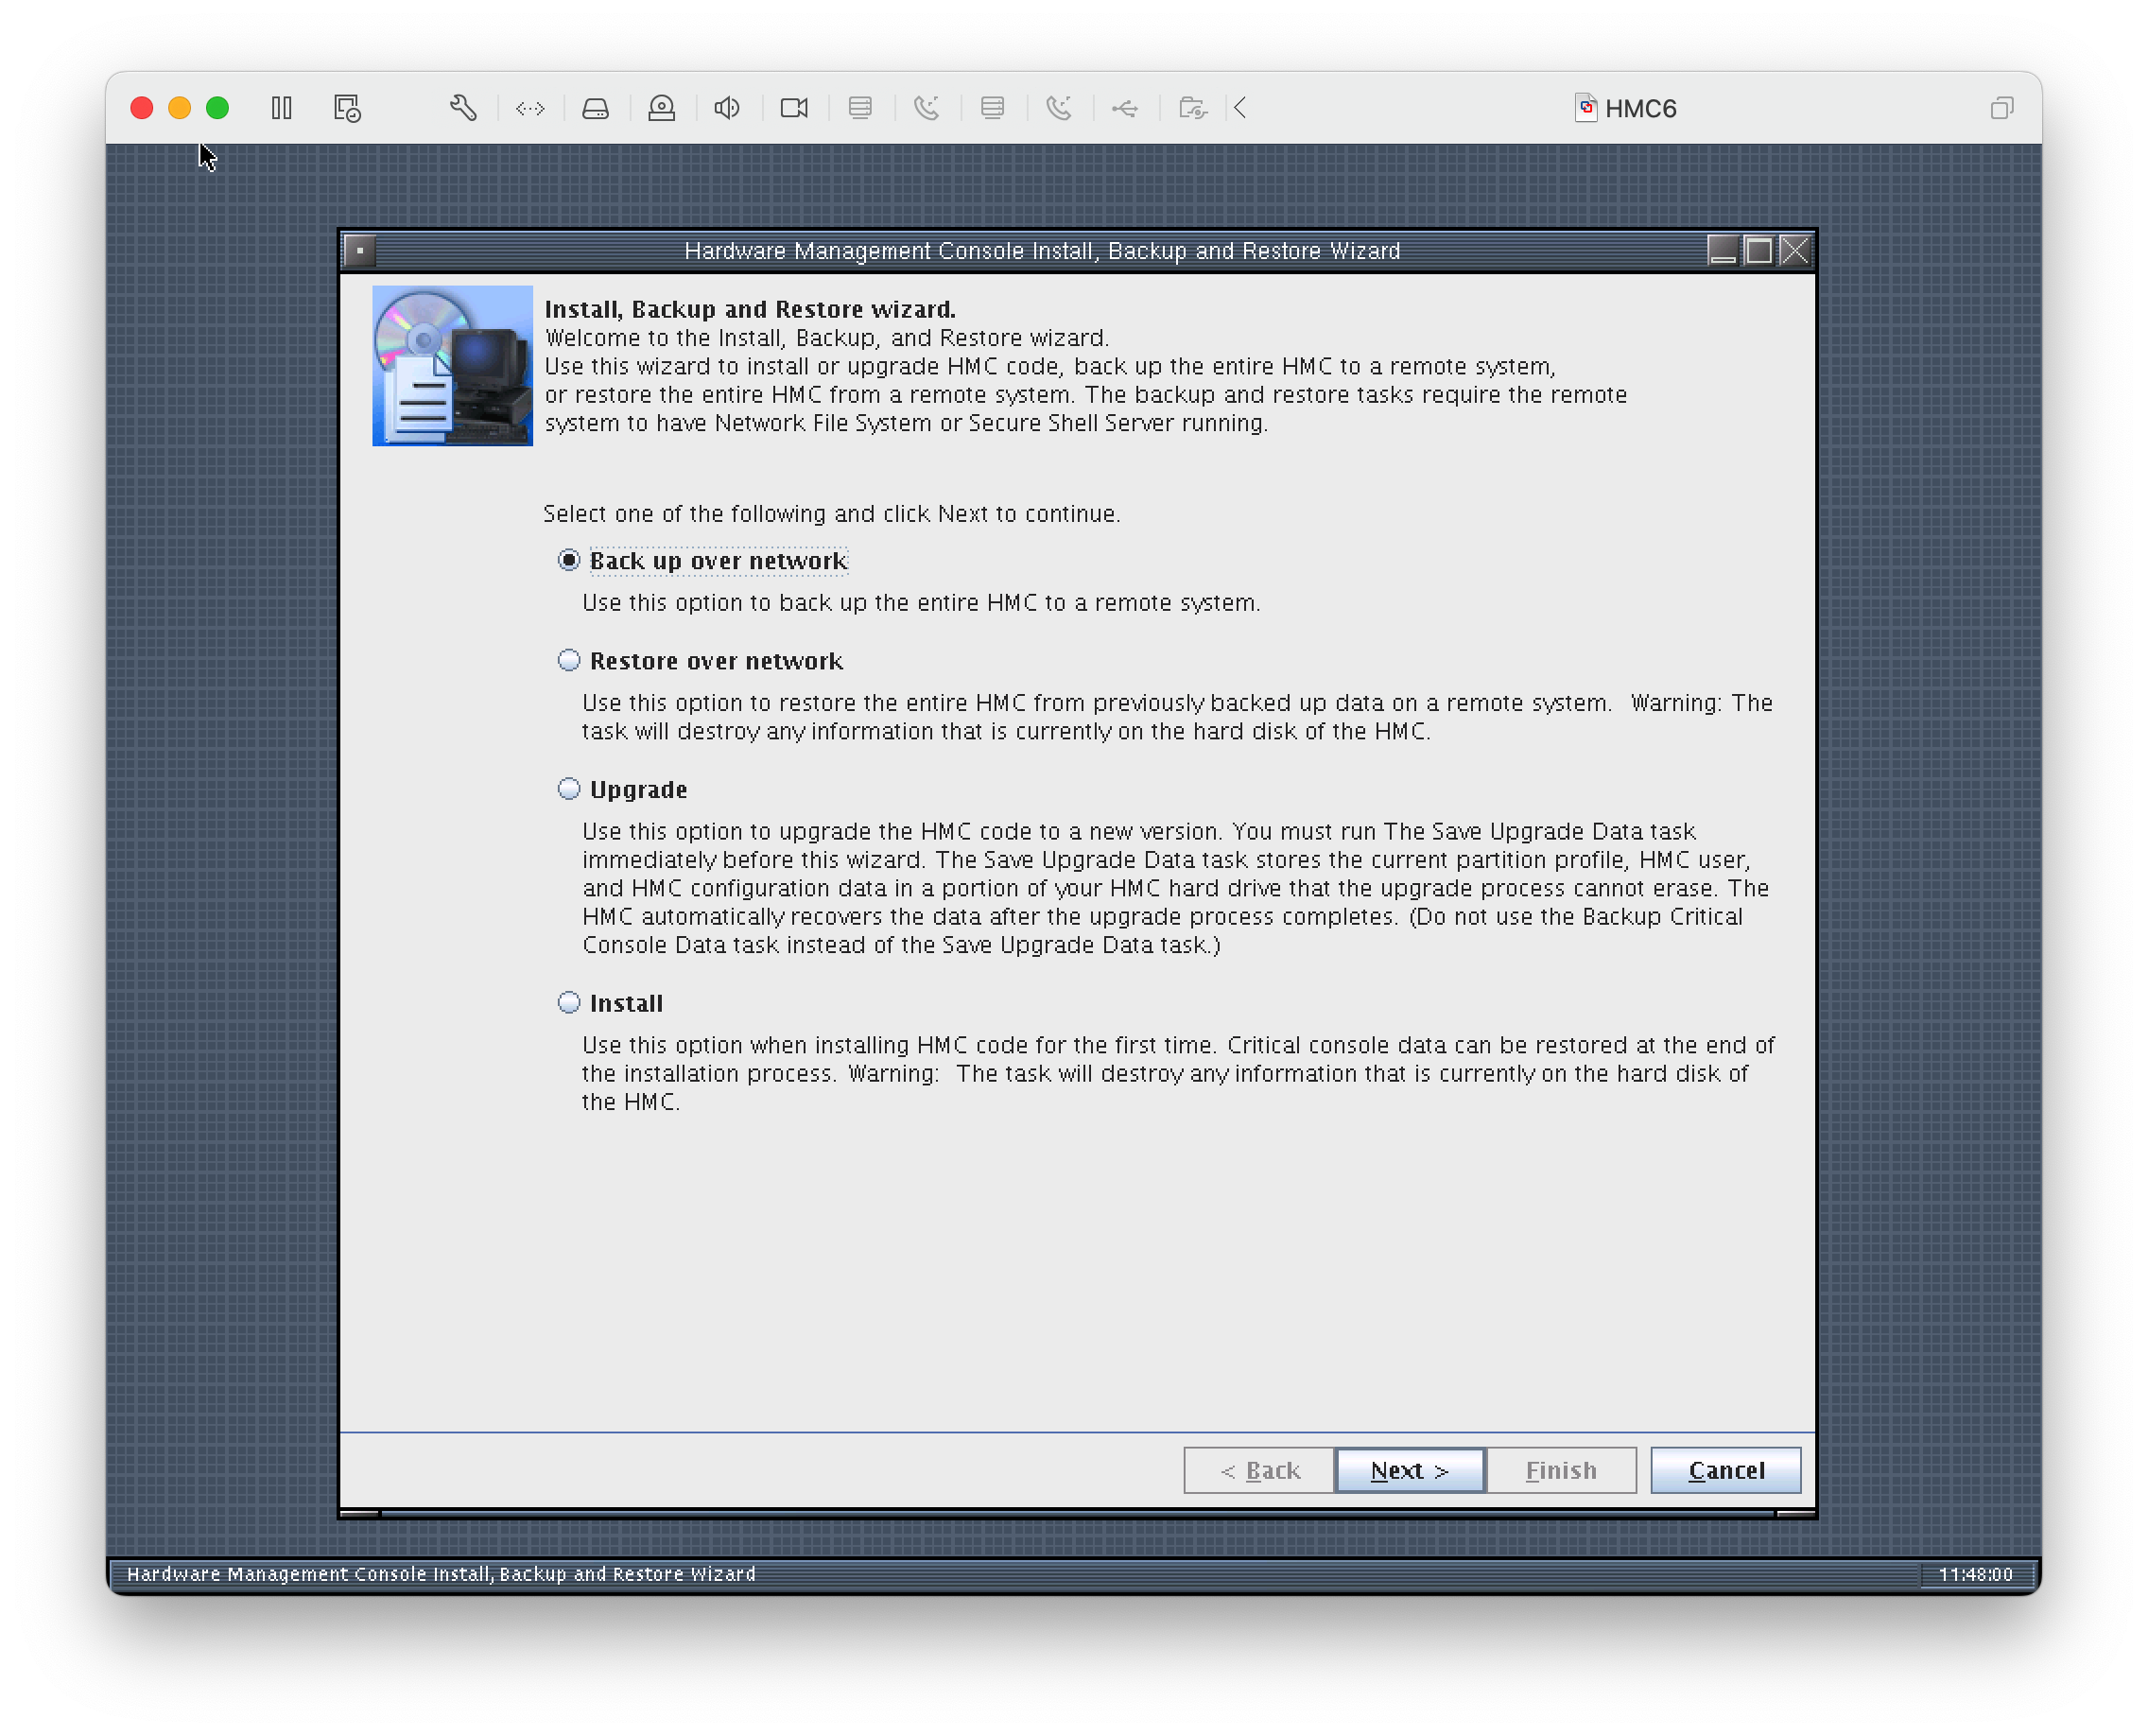 HMC6
Hardware Management Console Install, Backup and Restore Wizard
Install, Backup and Restore wizard.
Welcome to the Install, Backup, and Restore wizard.
Use this wizard to install or upgrade HMC code, back up the entire HMC to a remote system,
or restore the entire HMC from a remote system. The backup and restore tasks require the remote
system to have Network File System or Secure Shell Server running.
Select one of the following and click Next to continue.
Back up over network
Use this option to back up the entire HMC to a remote system.
Restore over network
Use this option to restore the entire HMC from previously backed up data on a remote system. Warning: The
task will destroy any information that is currently on the hard disk of the HMC.
Upgrade
Use this option to upgrade the HMC code to a new version. You must run The Save Upgrade Data task
immediately before this wizard. The Save Upgrade Data task stores the current partition profile, HMC user,
and HMC configuration data in a portion of your HMC hard drive that the upgrade process cannot erase. The
HMC automatically recovers the data after the upgrade process completes. (Do not use the Backup Critical
Console Data task instead of the Save Upgrade Data task.)
Install
Use this option when installing HMC code for the first time. Critical console data can be restored at the end of
the installation process. Warning: The task will destroy any information that is currently on the hard disk of
the HMC.
< Back Next > Finish Cancel
Hardware Management Console Install, Backup and Restore Wizard 11:48:00